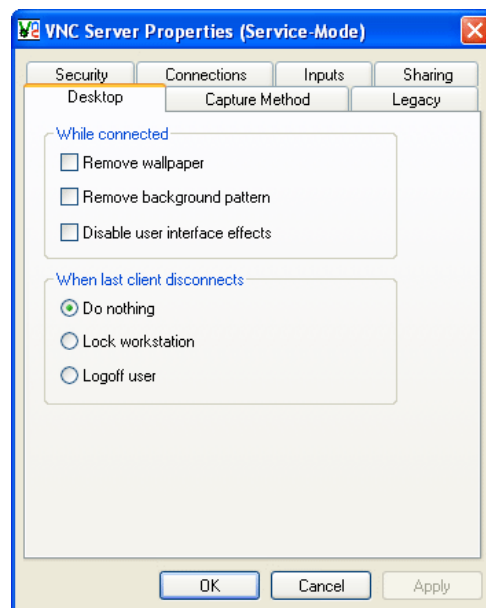 VNC Server Properties (Service-Mode)
Security Connections Inputs Sharing
Desktop Capture Method Legacy
While connected
Remove wallpaper
Remove background pattern
Disable user interface effects
When last client disconnects
Do nothing
Lock workstation
Logoff user
OK Cancel Apply